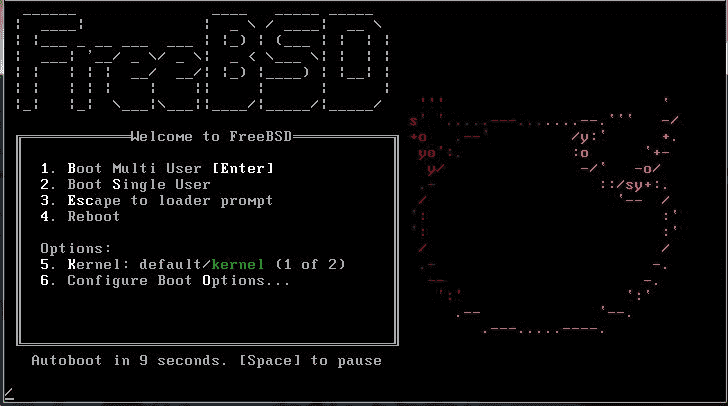 FreeBSD
Welcome to FreeBSD
1. Boot Multi User [Enter]
2. Boot Single User
3. Escape to loader prompt
4. Reboot
Options:
5. Kernel: default/kernel (1 of 2)
6. Configure Boot Options...
Autoboot in 9 seconds. [Space] to pause